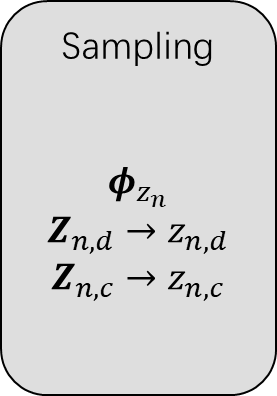 Sampling
𝝓_{z_n}
𝒁_{n,d} → z_{n,d}
𝒁_{n,c} → z_{n,c}